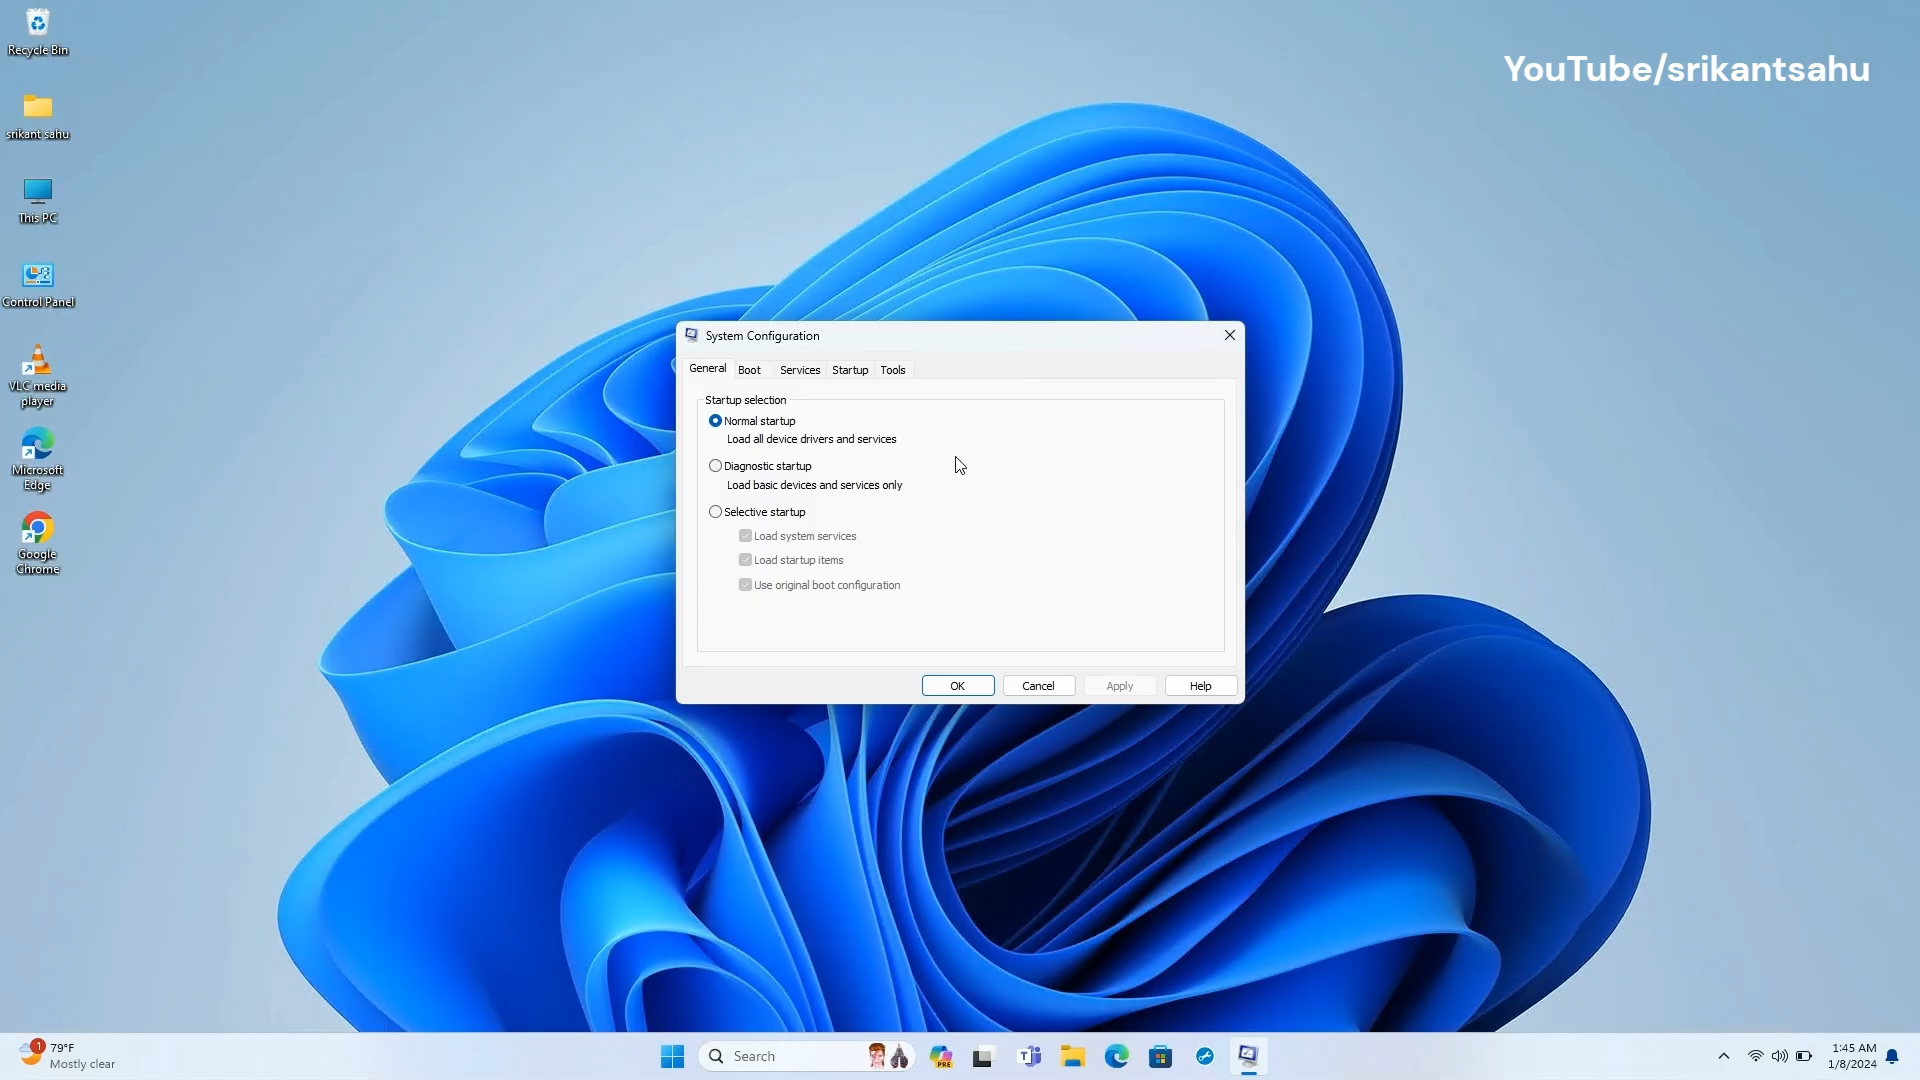 Recycle Bin
srikant sahu
This PC
Control Panel
VLC media
player
Microsoft
Edge
Google
Chrome
YouTube/srikantsahu
System Configuration
General
Boot
Services
Startup
Tools
Startup selection
Normal startup
Load all device drivers and services
Diagnostic startup
Load basic devices and services only
Selective startup
Load system services
Load startup items
Use original boot configuration
OK
Cancel
Apply
Help
1
79°F
Mostly clear
Search
PRE
T
1:45 AM
1/8/2024